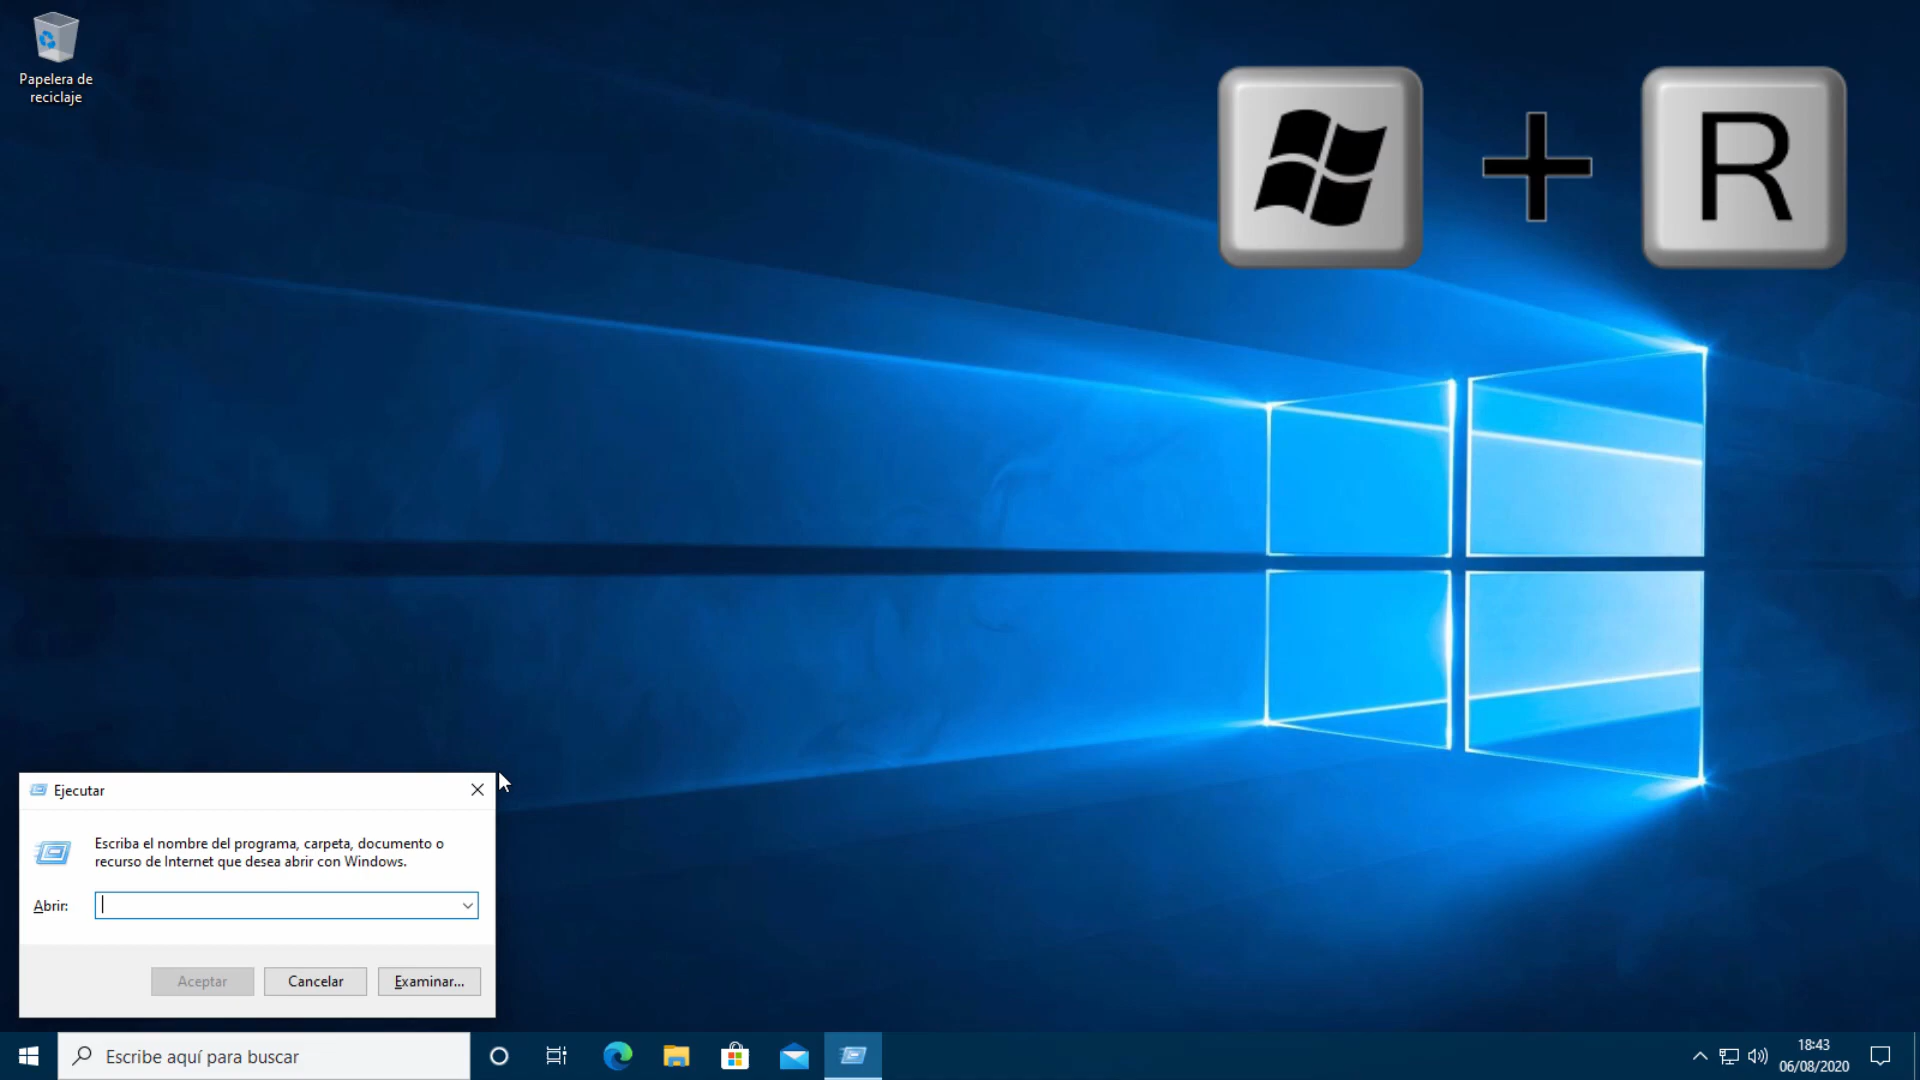 Papelera de
reciclaje
R
Ejecutar
Escriba el nombre del programa, carpeta, documento o
recurso de Internet que desea abrir con Windows.
Abrir:
Aceptar
Cancelar
Examinar...
Escribe aquí para buscar
18:43
06/08/2020